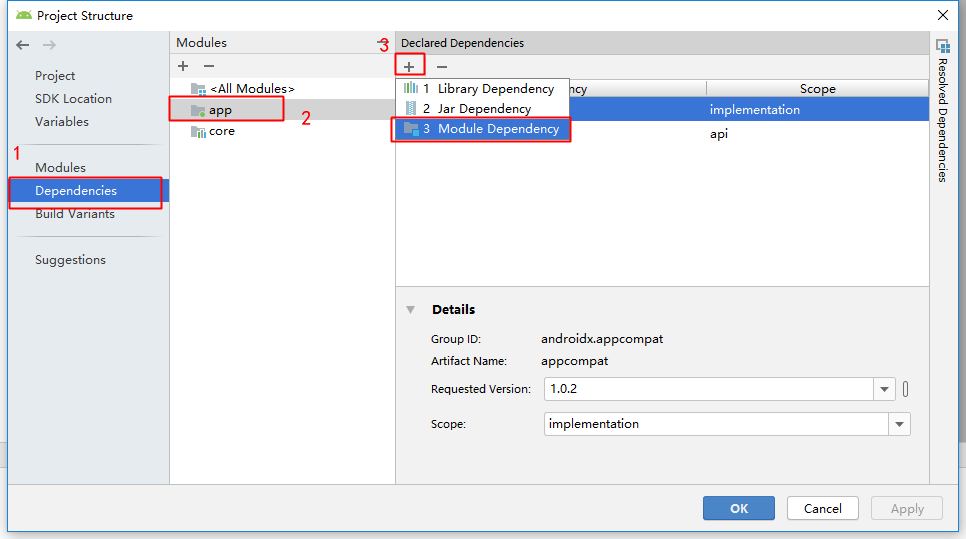 Project Structure
Modules
3
Declared Dependencies
Project
SDK Location
Variables
1
Modules
Dependencies
Build Variants
Suggestions
<All Modules>
app
2
core
1 Library Dependency
2 Jar Dependency
3 Module Dependency
ncy
Scope
implementation
api
Resolved Dependencies
Details
Group ID: androidx.appcompat
Artifact Name: appcompat
Requested Version: 1.0.2
Scope: implementation
OK
Cancel
Apply